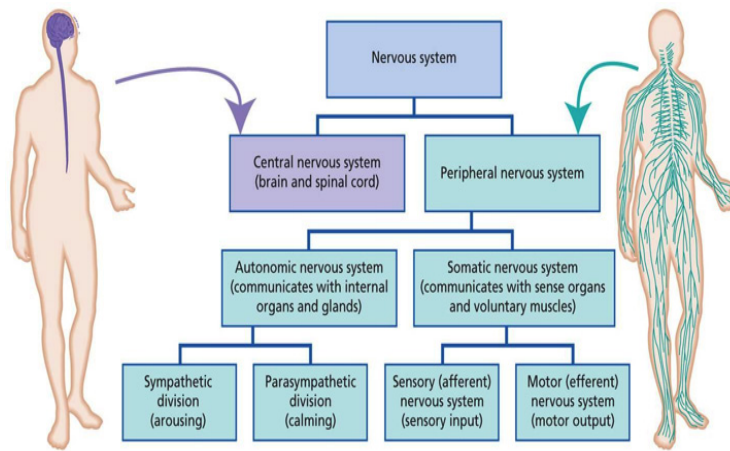 Nervous system
Central nervous system
(brain and spinal cord)
Peripheral nervous system
Autonomic nervous system
(communicates with internal
organs and glands)
Somatic nervous system
(communicates with sense organs
and voluntary muscles)
Sympathetic
division
(arousing)
Parasympathetic
division
(calming)
Sensory (afferent)
nervous system
(sensory input)
Motor (efferent)
nervous system
(motor output)